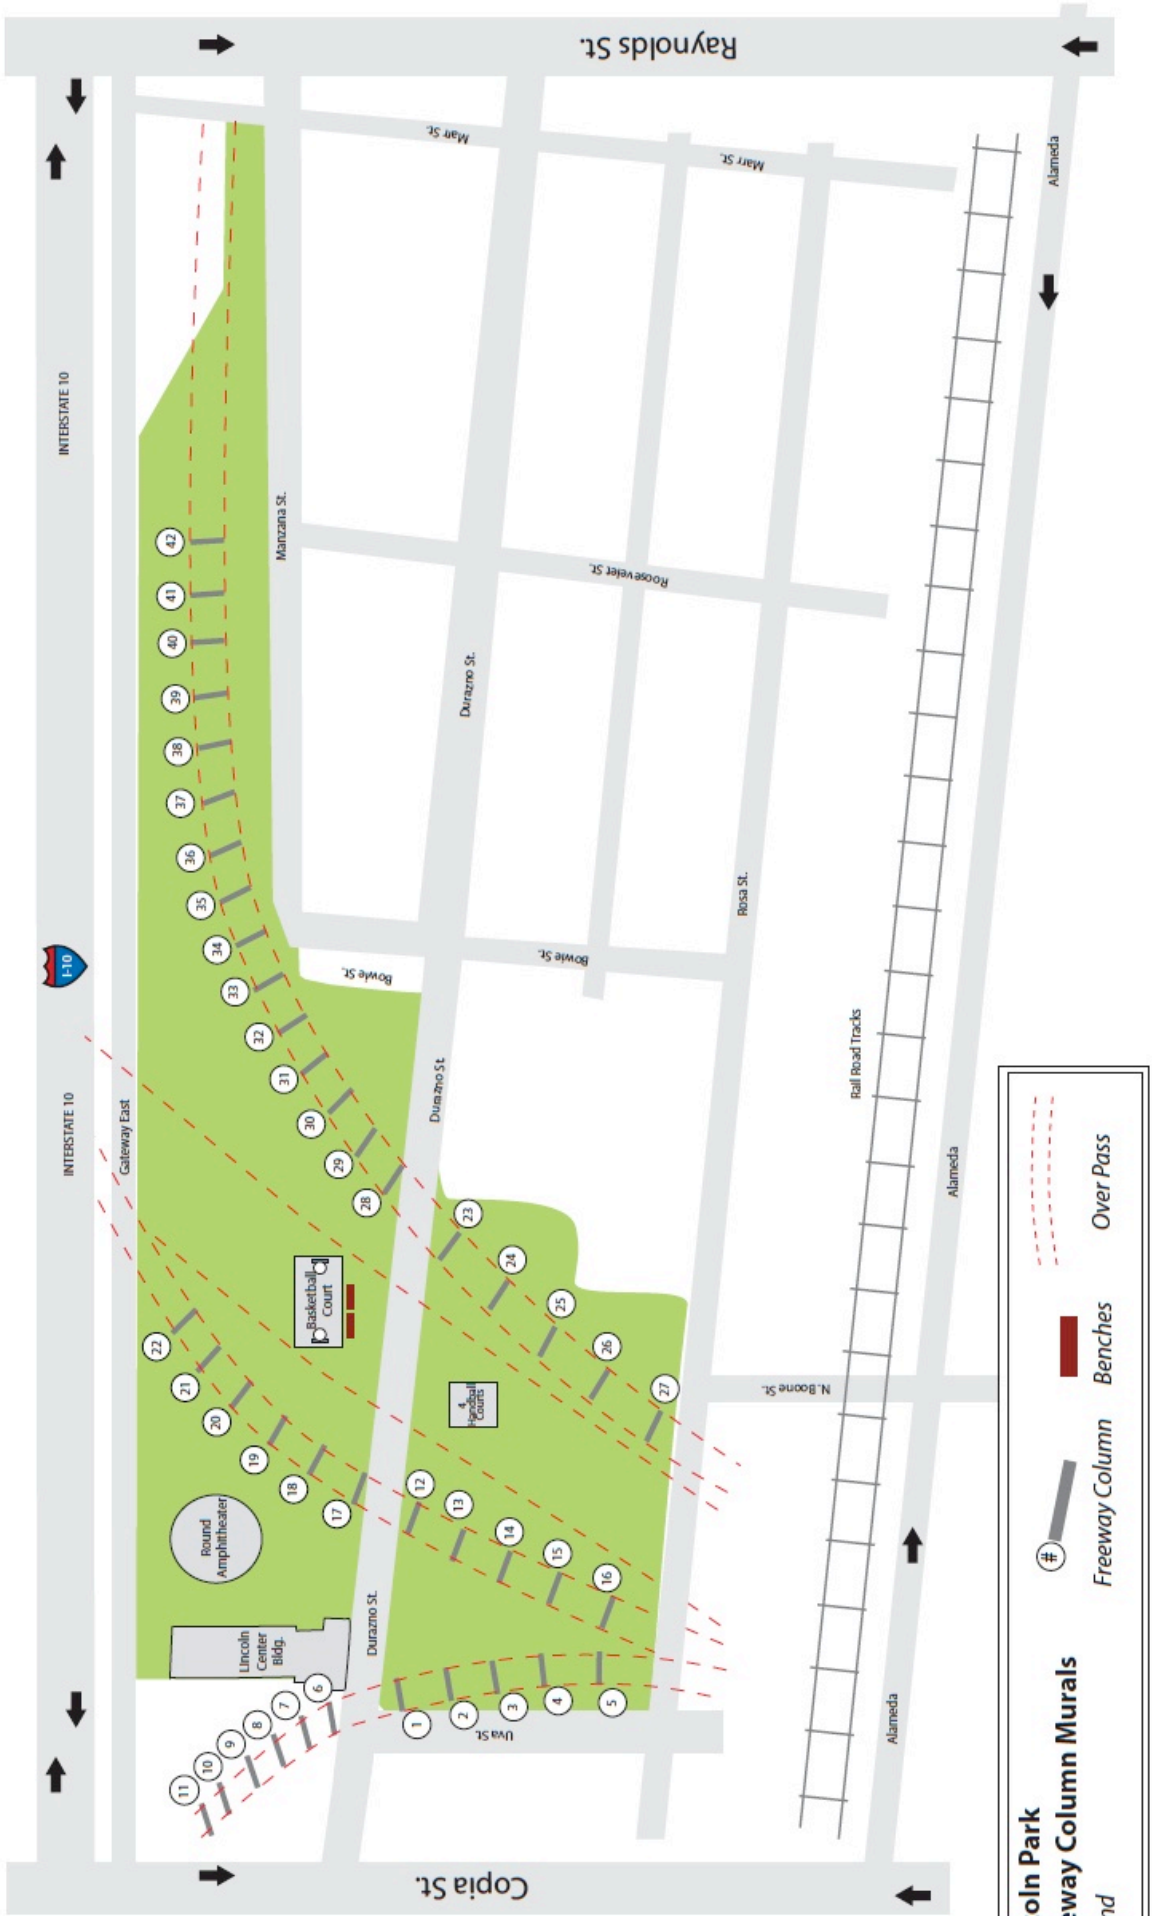 Raynolds St.
INTERSTATE 10
Marr St.
Marr St.
Alameda
Manzana St.
Roosevelet St.
Durazno St.
42
41
40
39
38
37
36
35
34
33
32
31
30
29
28
I-10
Bowie St.
Bowie St.
Rosa St.
INTERSTATE 10
Gateway East
Durazno St.
Rail Road Tracks
Alameda
Basketball
Court
4
Handball
Courts
23
24
25
26
27
N. Boone St.
22
21
20
19
18
17
12
13
14
15
16
Round
Amphitheater
Lincoln
Center
Bldg.
Durazno St.
1
2
3
4
5
6
7
8
9
10
11
Uva St.
Alameda
Copia St.
oln Park
eway Column Murals
nd
#
Freeway Column
Benches
Over Pass